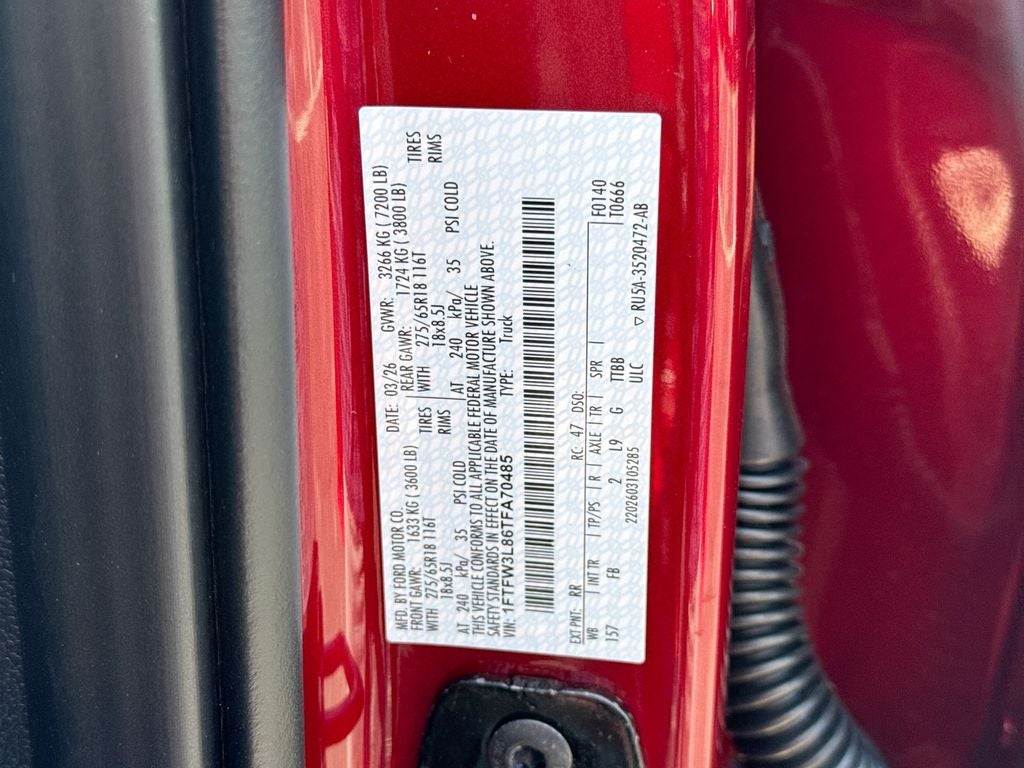 MFD. BY FORD MOTOR CO.
DATE: 03/26 GVWR: 3266 KG ( 7200 LB)
FRONT GAWR: 1633 KG ( 3600 LB) REAR GAWR: 1724 KG ( 3800 LB)
WITH 275/65R18 116T TIRES WITH 275/65R18 116T TIRES
18x8.5J RIMS 18x8.5J RIMS
AT 240 kPa/ 35 PSI COLD AT 240 kPa/ 35 PSI COLD
THIS VEHICLE CONFORMS TO ALL APPLICABLE FEDERAL MOTOR VEHICLE
SAFETY STANDARDS IN EFFECT ON THE DATE OF MANUFACTURE SHOWN ABOVE.
VIN: 1FTFW3L86TFA70485 TYPE: Truck
EXT PNT: RR RC: 47 DSO: F0140
WB | INT TR | TP/PS | R | AXLE | TR | SPR | T0666
157 FB 2 L9 G TTBB
2202603105285 ULC ▽ RU5A-3520472-AB